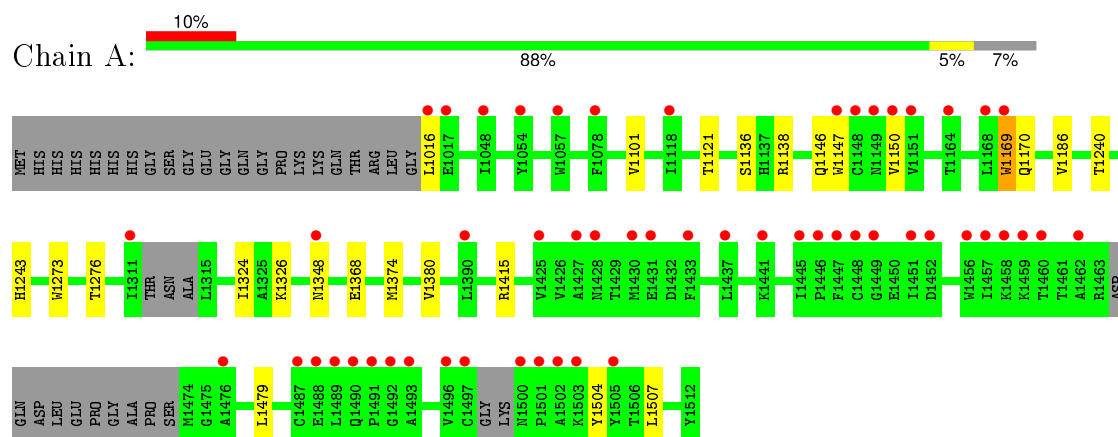 10%
Chain A:
88%
5%
7%
MET HIS HIS HIS HIS HIS HIS GLY SER GLY GLU GLY GLN GLY PRO LYS LYS GLN THR ARG LEU GLY L1016 E1017 I1048 Y1054 W1057 F1078 V1101 I1118 T1121 S1136 H1137 R1138 Q1146 W1147 C1148 N1149 V1150 V1151 T1164 L1168 W1169 Q1170 V1186 T1240
H1243 W1273 T1276 I1311 THR ASN ALA L1315 I1324 A1325 K1326 N1348 E1368 M1374 V1380 L1390 R1415 V1425 V1426 A1427 N1428 T1429 M1430 E1431 D1432 F1433 L1437 K1441 I1445 P1446 F1447 C1448 G1449 E1450 I1451 D1452 W1456 I1457 K1458 K1459 T1460 T1461 A1462 R1463 ASP
GLN ASP LEU GLU PRO GLY ALA PRO SER M1474 G1475 A1476 L1479 C1487 E1488 L1489 Q1490 P1491 G1492 A1493 V1496 C1497 GLY LYS N1500 P1501 A1502 K1503 Y1504 Y1505 T1506 L1507 Y1512